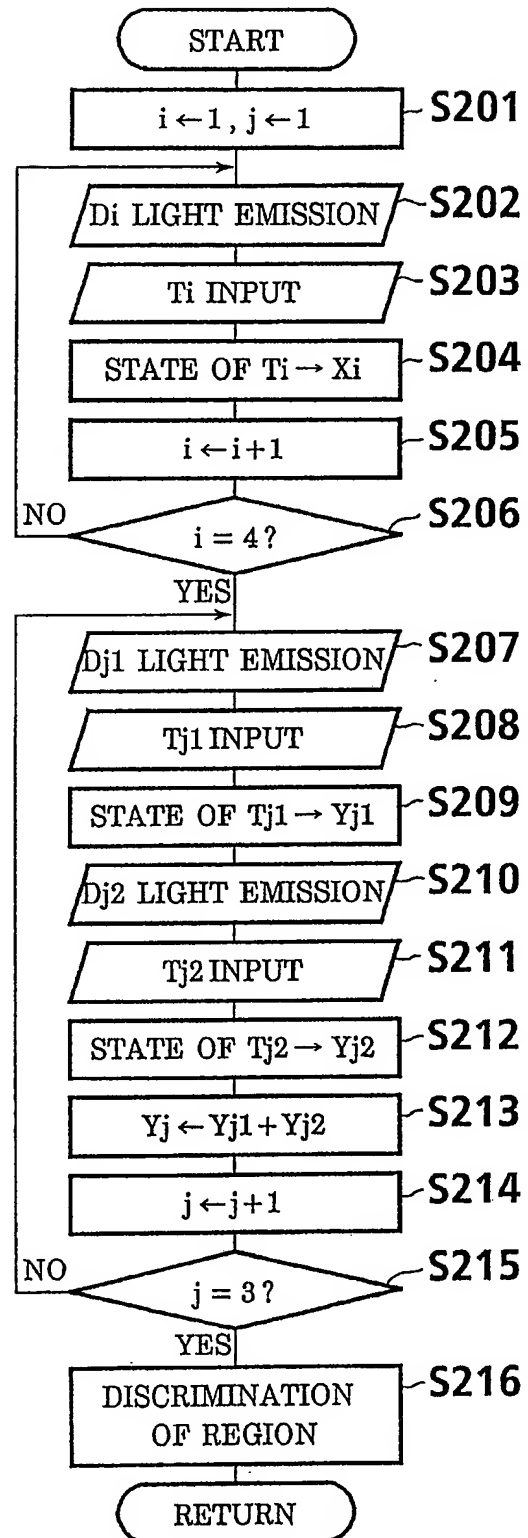 START
i ← 1, j ← 1
S201
Di LIGHT EMISSION
S202
Ti INPUT
S203
STATE OF Ti → Xi
S204
i ← i+1
S205
NO
i = 4?
S206
YES
Dj1 LIGHT EMISSION
S207
Tj1 INPUT
S208
STATE OF Tj1 → Yj1
S209
Dj2 LIGHT EMISSION
S210
Tj2 INPUT
S211
STATE OF Tj2 → Yj2
S212
Yj ← Yj1 + Yj2
S213
j ← j+1
S214
NO
j = 3?
S215
YES
DISCRIMINATION
OF REGION
S216
RETURN